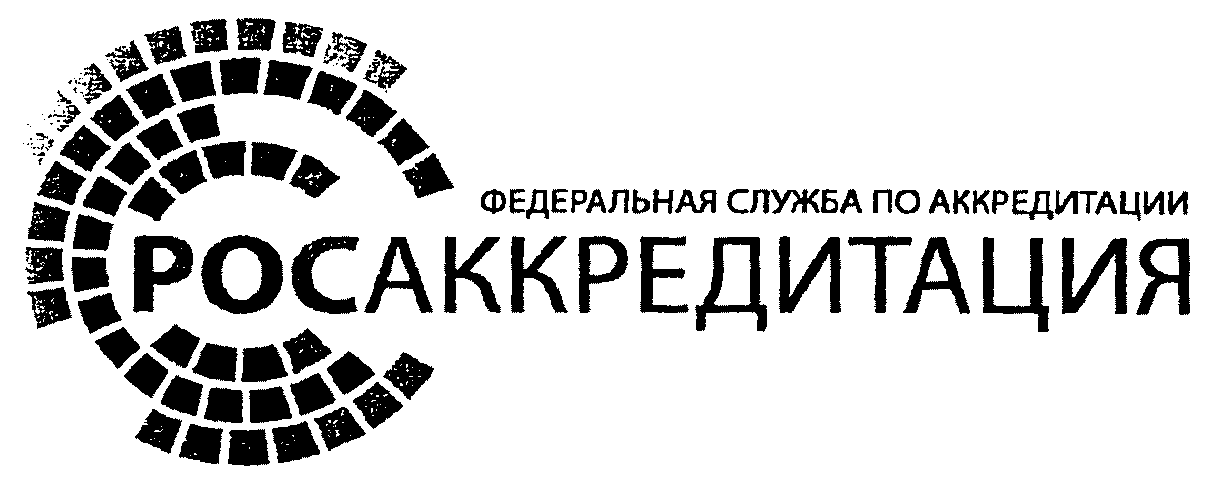 ФЕДЕРАЛЬНАЯ СЛУЖБА ПО АККРЕДИТАЦИИ
РОСАККРЕДИТАЦИЯ